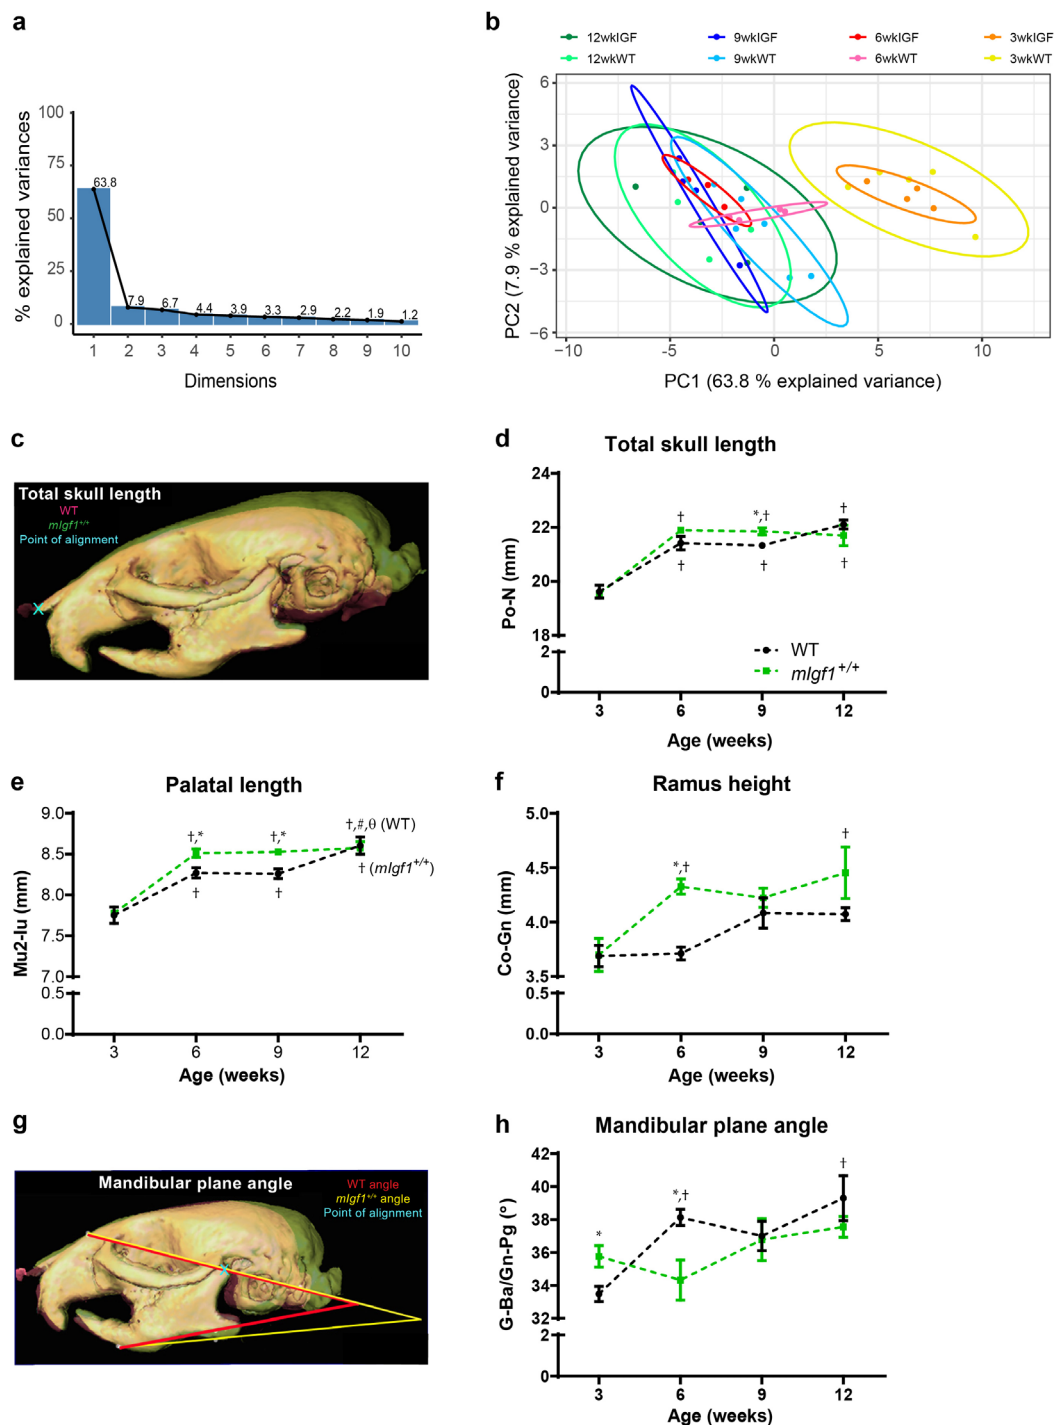 a
% explained variances
100
75
50
25
0
63.8
7.9
6.7
4.4
3.9
3.3
2.9
2.2
1.9
1.2
1 2 3 4 5 6 7 8 9 10
Dimensions
b
12wkIGF 9wkIGF 6wkIGF 3wkIGF
12wkWT 9wkWT 6wkWT 3wkWT
PC2 (7.9 % explained variance)
6
3
0
−3
−6
−10 −5 0 5 10
PC1 (63.8 % explained variance)
c
Total skull length
WT
mIgf1+/+
Point of alignment
X
d
Total skull length
Po-N (mm)
24
22
20
18
2
0
†
*,†
†
†
†
†
WT
mIgf1+/+
3 6 9 12
Age (weeks)
e
Palatal length
Mu2-Iu (mm)
9.0
8.5
8.0
7.5
7.0
0.5
0.0
†,*
†,*
†,#,θ (WT)
† (mIgf1+/+)
†
†
3 6 9 12
Age (weeks)
f
Ramus height
Co-Gn (mm)
5.0
4.5
4.0
3.5
0.5
0.0
*,†
†
3 6 9 12
Age (weeks)
g
Mandibular plane angle
WT angle
mIgf1+/+ angle
Point of alignment
X
h
Mandibular plane angle
G-Ba/Gn-Pg (°)
42
40
38
36
34
32
2
0
*
*,†
†
3 6 9 12
Age (weeks)